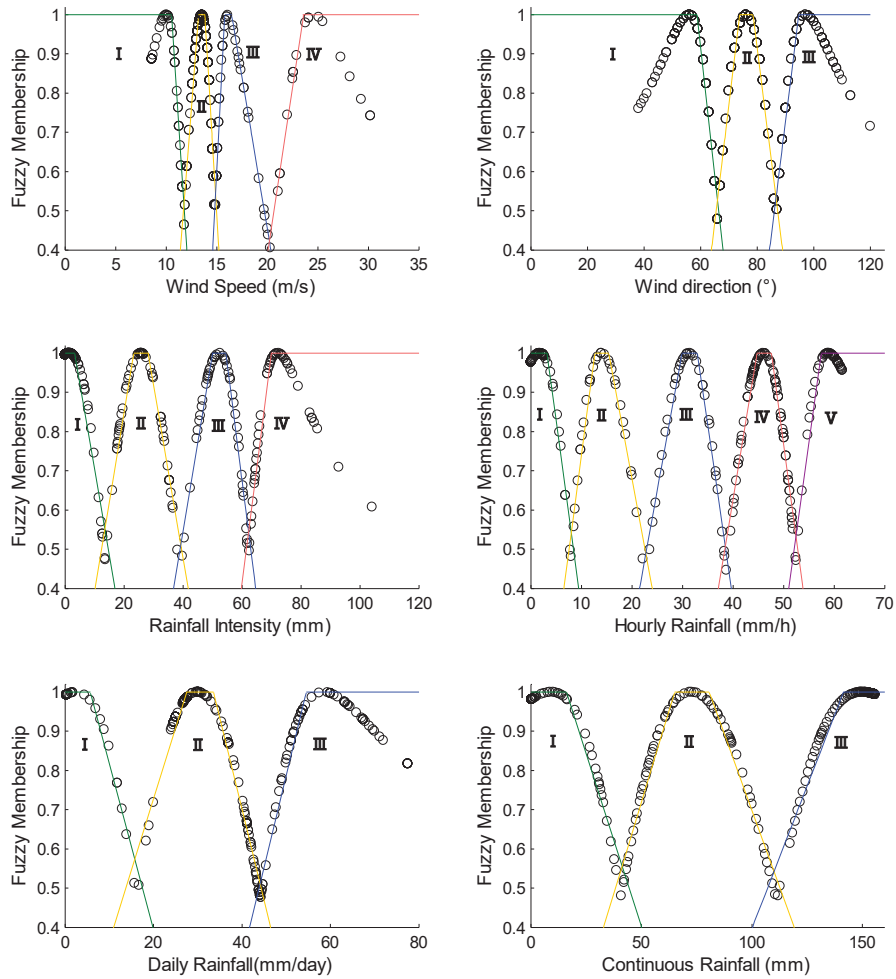 1
0.9
0.8
0.7
0.6
0.5
0.4
Fuzzy Membership
I
II
III
IV
0 5 10 15 20 25 30 35
Wind Speed (m/s)
1
0.9
0.8
0.7
0.6
0.5
0.4
Fuzzy Membership
I
II
III
0 20 40 60 80 100 120
Wind direction (°)
1
0.9
0.8
0.7
0.6
0.5
0.4
Fuzzy Membership
I
II
III
IV
0 20 40 60 80 100 120
Rainfall Intensity (mm)
1
0.9
0.8
0.7
0.6
0.5
0.4
Fuzzy Membership
I
II
III
IV
V
0 10 20 30 40 50 60 70
Hourly Rainfall (mm/h)
1
0.9
0.8
0.7
0.6
0.5
0.4
Fuzzy Membership
I
II
III
0 20 40 60 80
Daily Rainfall(mm/day)
1
0.9
0.8
0.7
0.6
0.5
0.4
Fuzzy Membership
I
II
III
0 50 100 150
Continuous Rainfall (mm)